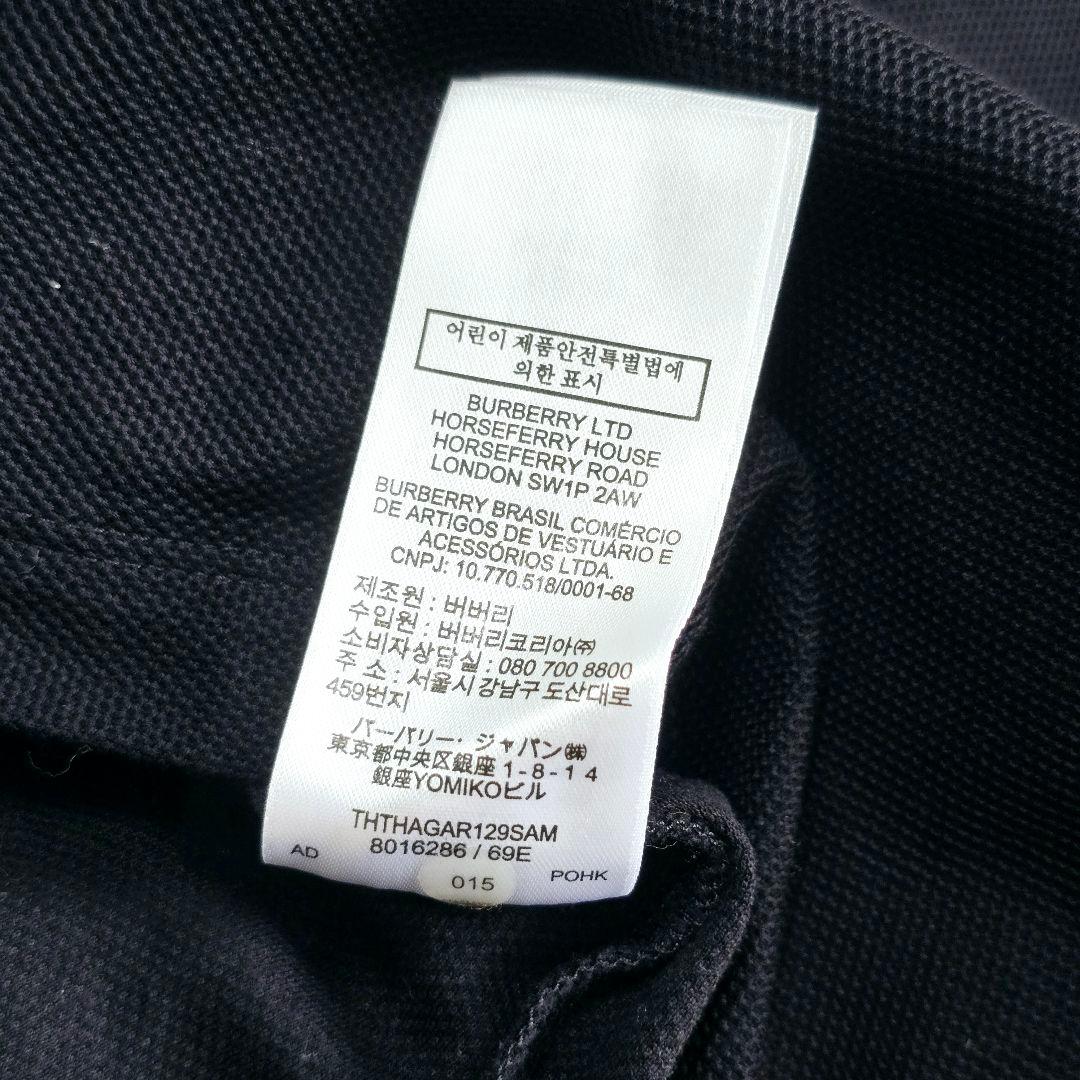 어린이 제품안전특별법에
의한 표시
BURBERRY LTD
HORSEFERRY HOUSE
HORSEFERRY ROAD
LONDON SW1P 2AW
BURBERRY BRASIL COMÉRCIO
DE ARTIGOS DE VESTUÁRIO E
ACESSÓRIOS LTDA.
CNPJ: 10.770.518/0001-68
제조원 : 버버리
수입원 : 버버리코리아㈜
소비자상담실 : 080 700 8800
주 소 : 서울시 강남구 도산대로
459번지
バーバリー・ジャパン㈱
東京都中央区銀座 1-8-14
銀座YOMIKOビル
THTHAGAR129SAM
8016286 / 69E
AD
015
POHK